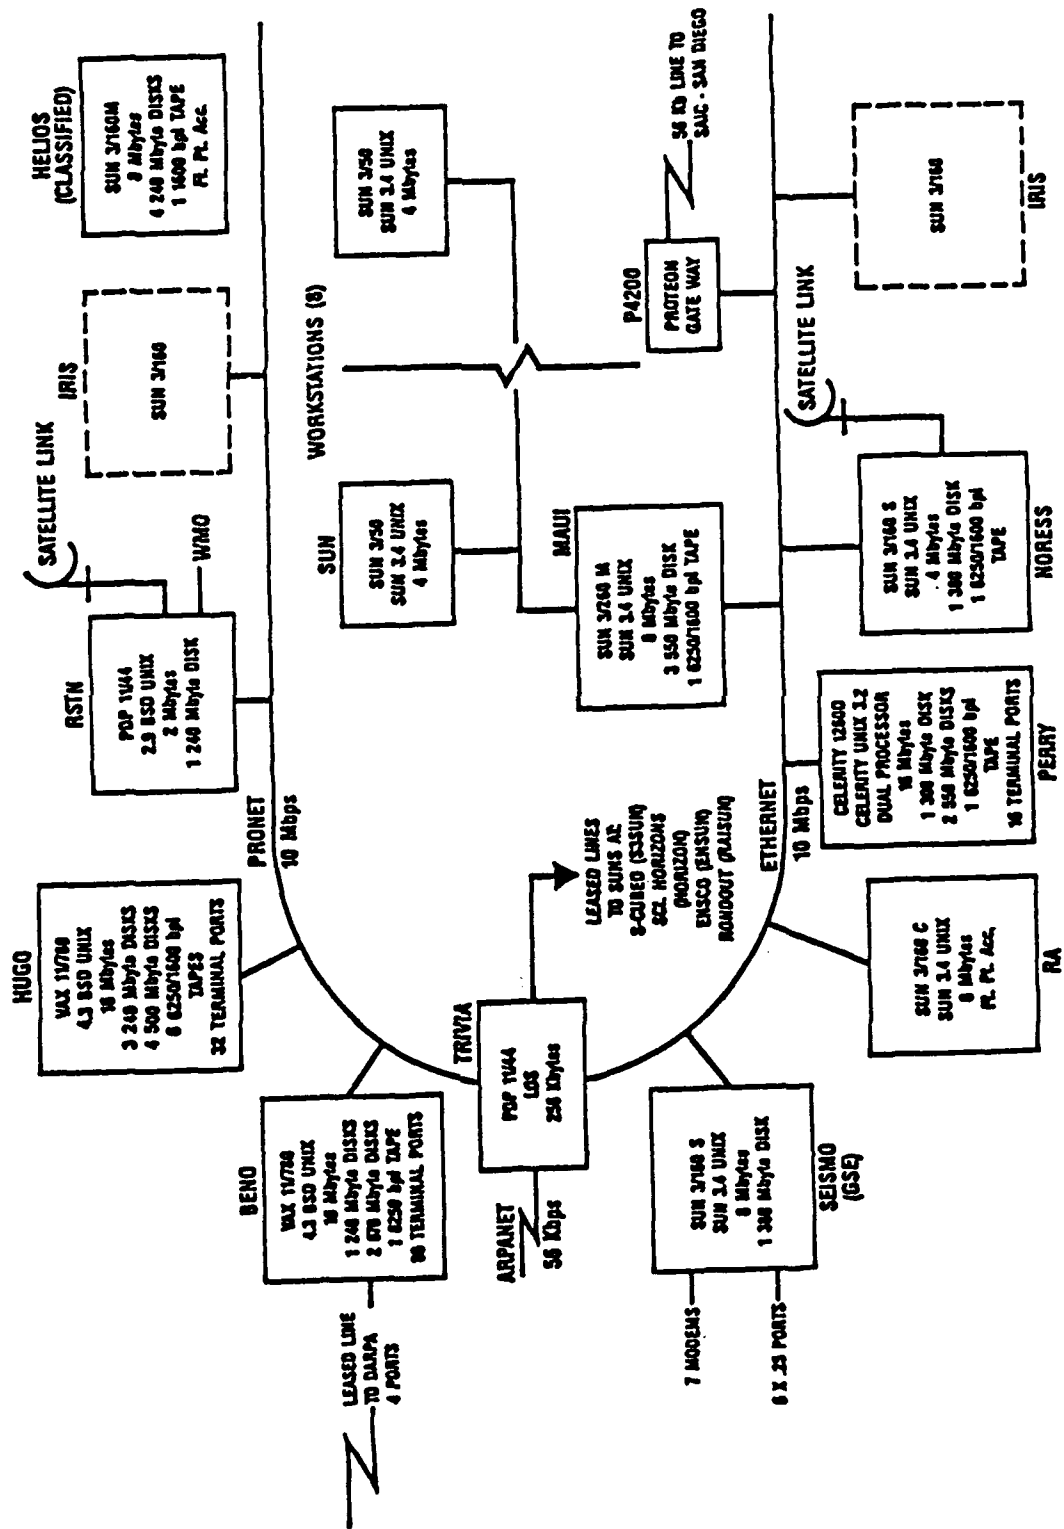 HELIOS
(CLASSIFIED)
SUN 3/160M
8 Mbytes
4 240 Mbyte DISKS
1 1600 bpi TAPE
Fl. Pt. Acc.
IRIS
SUN 3/160
SATELLITE LINK
WMO
RSTN
PDP 11/44
2.9 BSD UNIX
2 Mbytes
1 240 Mbyte DISK
PRONET
10 Mbps
HUGO
VAX 11/780
4.3 BSD UNIX
16 Mbytes
3 240 Mbyte DISKS
4 500 Mbyte DISKS
6 6250/1600 bpi
TAPES
32 TERMINAL PORTS
BENO
VAX 11/780
4.3 BSD UNIX
16 Mbytes
1 240 Mbyte DISKS
2 670 Mbyte DISKS
1 6250 bpi TAPE
TERMINAL PORTS
LEASED LINE
TO DARPA
4 PORTS
WORKSTATIONS (8)
SUN 3/50
SUN 3.4 UNIX
4 Mbytes
SUN
SUN 3/50
SUN 3.4 UNIX
4 Mbytes
MAUI
SUN 3/260 M
SUN 3.4 UNIX
8 Mbytes
3 550 Mbyte DISK
1 6250/1600 bpi TAPE
P4200
PROTEON
GATE WAY
56 Kb LINE TO
SAIC - SAN DIEGO
TRIVIA
PDP 11/44
LOS
256 Kbytes
ARPANET
56 Kbps
LEASED LINES
TO SUNS AT:
S-CUBED (S3SUN)
SCI. HORIZONS
(HORIZON)
ENSCO (ENSUN)
RONDOUT (RAISUN)
ETHERNET
10 Mbps
IRIS
SUN 3/160
SATELLITE LINK
NORESS
SUN 3/160 S
SUN 3.4 UNIX
4 Mbytes
1 380 Mbyte DISK
1 6250/1600 bpi
TAPE
PERRY
CELERITY 12600
CELERITY UNIX 3.2
DUAL PROCESSOR
16 Mbytes
1 300 Mbyte DISK
2 550 Mbyte DISKS
1 6250/1600 bpi
TAPE
16 TERMINAL PORTS
RA
SUN 3/160 C
SUN 3.4 UNIX
8 Mbytes
Fl. Pt. Acc.
SEISMO
(GSE)
SUN 3/160 S
SUN 3.4 UNIX
8 Mbytes
1 380 Mbyte DISK
7 MODEMS
6 X .25 PORTS